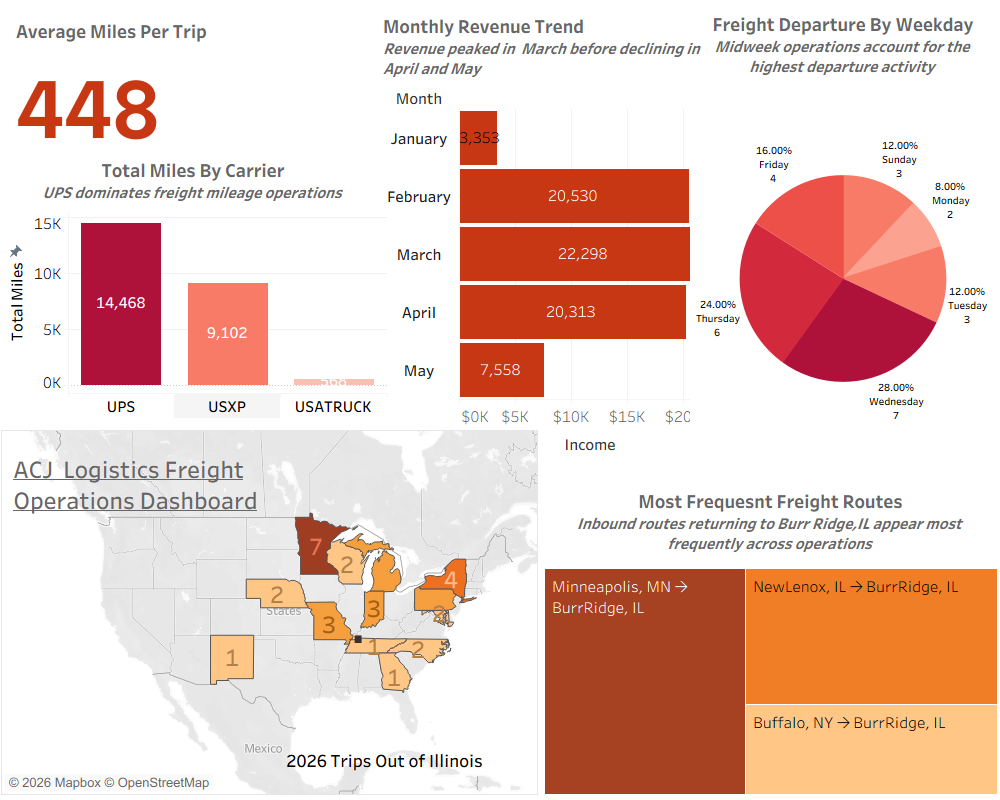 Average Miles Per Trip
448
Total Miles By Carrier
UPS dominates freight mileage operations
Total Miles
15K
10K
5K
0K
14,468
9,102
568
UPS
USXP
USATRUCK
Monthly Revenue Trend
Revenue peaked in March before declining in
April and May
Month
January
3,353
February
20,530
March
22,298
April
20,313
May
7,558
$0K
$5K
$10K
$15K
$20
Income
Freight Departure By Weekday
Midweek operations account for the
highest departure activity
16.00%
Friday
4
12.00%
Sunday
3
8.00%
Monday
2
12.00%
Tuesday
3
28.00%
Wednesday
7
24.00%
Thursday
6
ACJ Logistics Freight
Operations Dashboard
7
2
4
2
States
3
3
1
2
1
1
Mexico
2026 Trips Out of Illinois
© 2026 Mapbox © OpenStreetMap
Most Frequesnt Freight Routes
Inbound routes returning to Burr Ridge,IL appear most
frequently across operations
Minneapolis, MN →
BurrRidge, IL
NewLenox, IL → BurrRidge, IL
Buffalo, NY → BurrRidge, IL